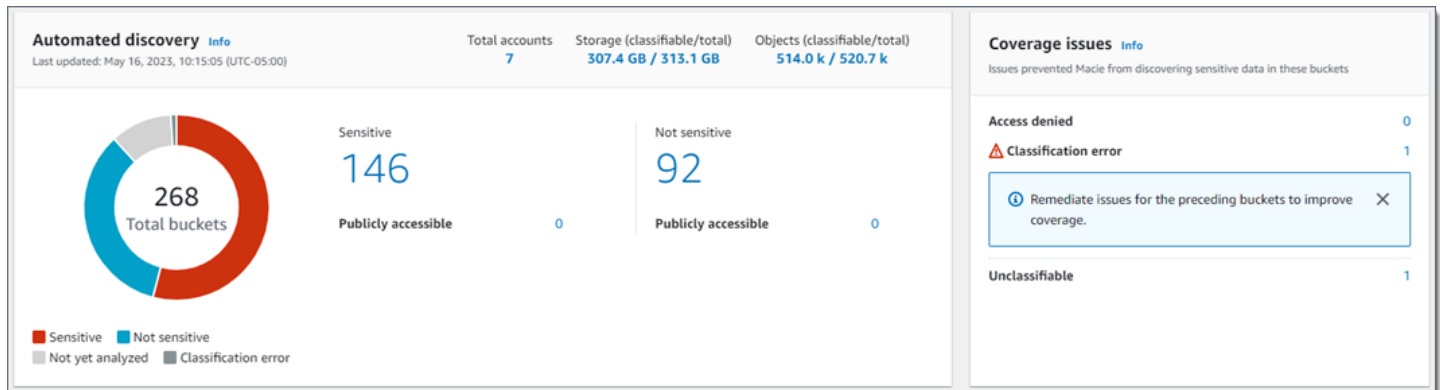 Automated discovery Info
Last updated: May 16, 2023, 10:15:05 (UTC-05:00)
Total accounts
7
Storage (classifiable/total)
307.4 GB / 313.1 GB
Objects (classifiable/total)
514.0 k / 520.7 k
268
Total buckets
Sensitive
146
Publicly accessible 0
Not sensitive
92
Publicly accessible 0
Sensitive Not sensitive
Not yet analyzed Classification error
Coverage issues Info
Issues prevented Macie from discovering sensitive data in these buckets
Access denied 0
Classification error 1
Remediate issues for the preceding buckets to improve
coverage.
Unclassifiable 1